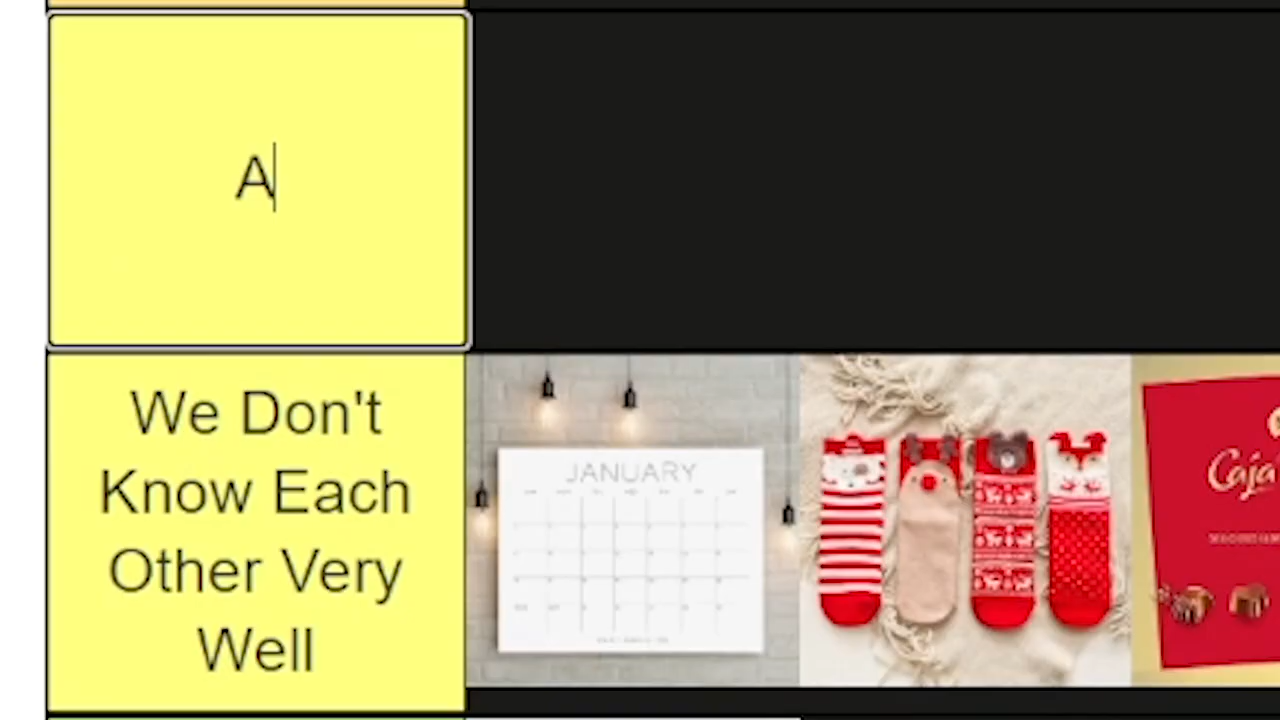 A
We Don't
Know Each
Other Very
Well
JANUARY
Caja